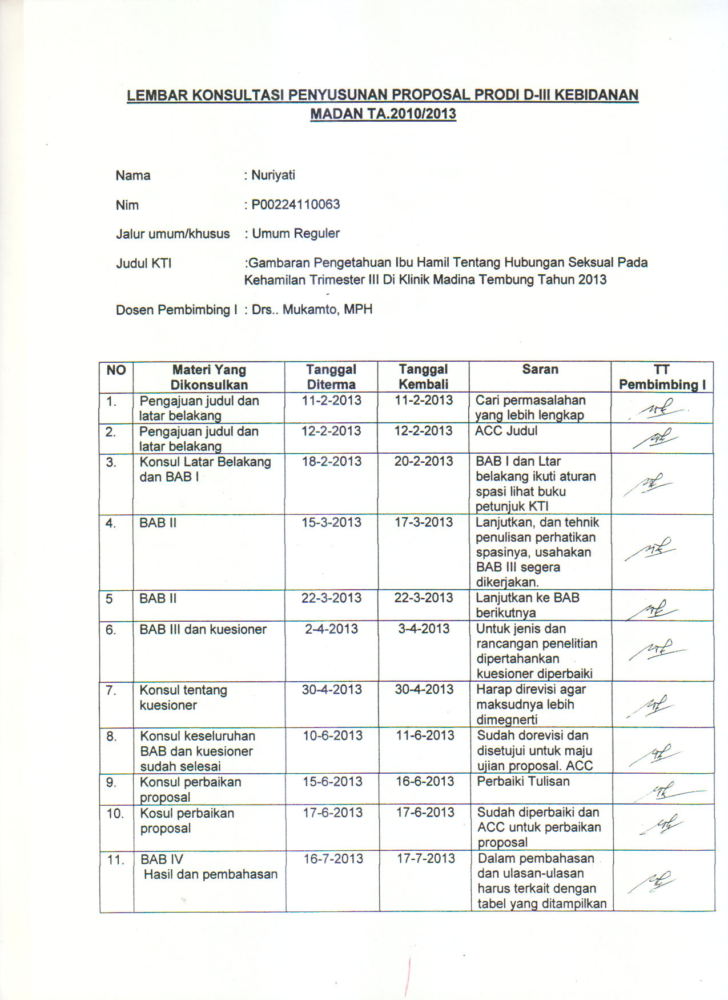 LEMBAR KONSULTASI PENYUSUNAN PROPOSAL PRODI D-III KEBIDANAN
MADAN TA.2010/2013
Nama : Nuriyati
Nim : P00224110063
Jalur umum/khusus : Umum Reguler
Judul KTI :Gambaran Pengetahuan Ibu Hamil Tentang Hubungan Seksual Pada
Kehamilan Trimester III Di Klinik Madina Tembung Tahun 2013
Dosen Pembimbing I : Drs.. Mukamto, MPH
NO Materi Yang Tanggal Tanggal Saran TT
Dikonsulkan Diterma Kembali Pembimbing I
1. Pengajuan judul dan 11-2-2013 11-2-2013 Cari permasalahan
latar belakang yang lebih lengkap
2. Pengajuan judul dan 12-2-2013 12-2-2013 ACC Judul
latar belakang
3. Konsul Latar Belakang 18-2-2013 20-2-2013 BAB I dan Ltar
dan BAB I belakang ikuti aturan
spasi lihat buku
petunjuk KTI
4. BAB II 15-3-2013 17-3-2013 Lanjutkan, dan tehnik
penulisan perhatikan
spasinya, usahakan
BAB III segera
dikerjakan.
5 BAB II 22-3-2013 22-3-2013 Lanjutkan ke BAB
berikutnya
6. BAB III dan kuesioner 2-4-2013 3-4-2013 Untuk jenis dan
rancangan penelitian
dipertahankan
kuesioner diperbaiki
7. Konsul tentang 30-4-2013 30-4-2013 Harap direvisi agar
kuesioner maksudnya lebih
dimegnerti
8. Konsul keseluruhan 10-6-2013 11-6-2013 Sudah dorevisi dan
BAB dan kuesioner disetujui untuk maju
sudah selesai ujian proposal. ACC
9. Konsul perbaikan 15-6-2013 16-6-2013 Perbaiki Tulisan
proposal
10. Kosul perbaikan 17-6-2013 17-6-2013 Sudah diperbaiki dan
proposal ACC untuk perbaikan
proposal
11. BAB IV 16-7-2013 17-7-2013 Dalam pembahasan
Hasil dan pembahasan dan ulasan-ulasan
harus terkait dengan
tabel yang ditampilkan